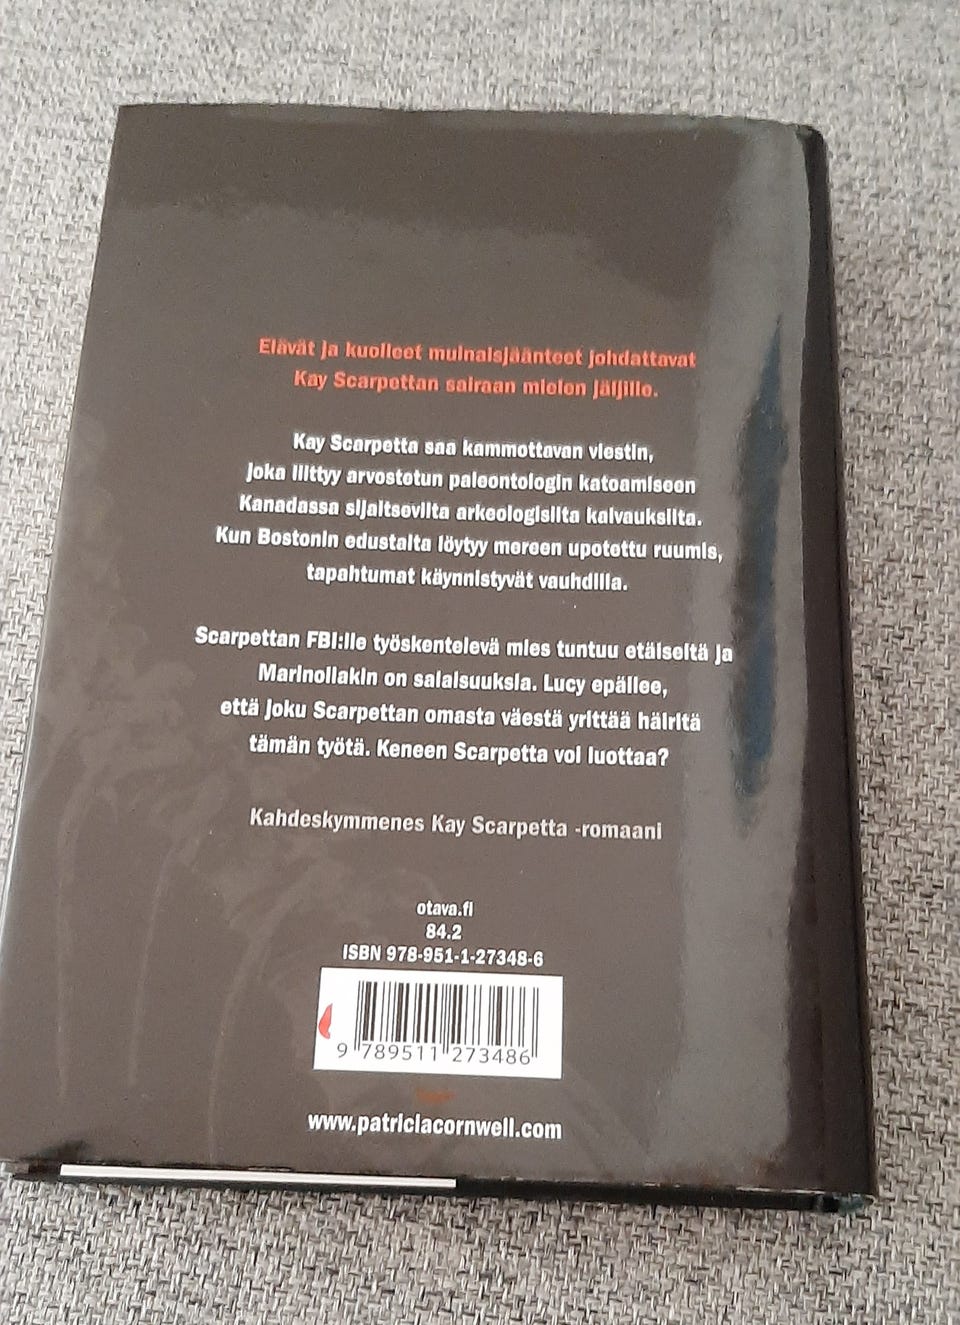 Elävät ja kuolleet muinaisjäänteet johdattavat
Kay Scarpettan sairaan mielen jäljille.
Kay Scarpetta saa kammottavan viestin,
joka liittyy arvostetun paleontologin katoamiseen
Kanadassa sijaitsevilta arkeologisilta kaivauksilta.
Kun Bostonin edustalta löytyy mereen upotettu ruumis,
tapahtumat käynnistyvät vauhdilla.
Scarpettan FBI:lle työskentelevä mies tuntuu etäiseltä ja
Marinollakin on salaisuuksia. Lucy epäilee,
että joku Scarpettan omasta väestä yrittää häiritä
tämän työtä. Keneen Scarpetta voi luottaa?
Kahdeskymmenes Kay Scarpetta -romaani
otava.fi
84.2
ISBN 978-951-1-27348-6
9 789511 273486
www.patriciacornwell.com